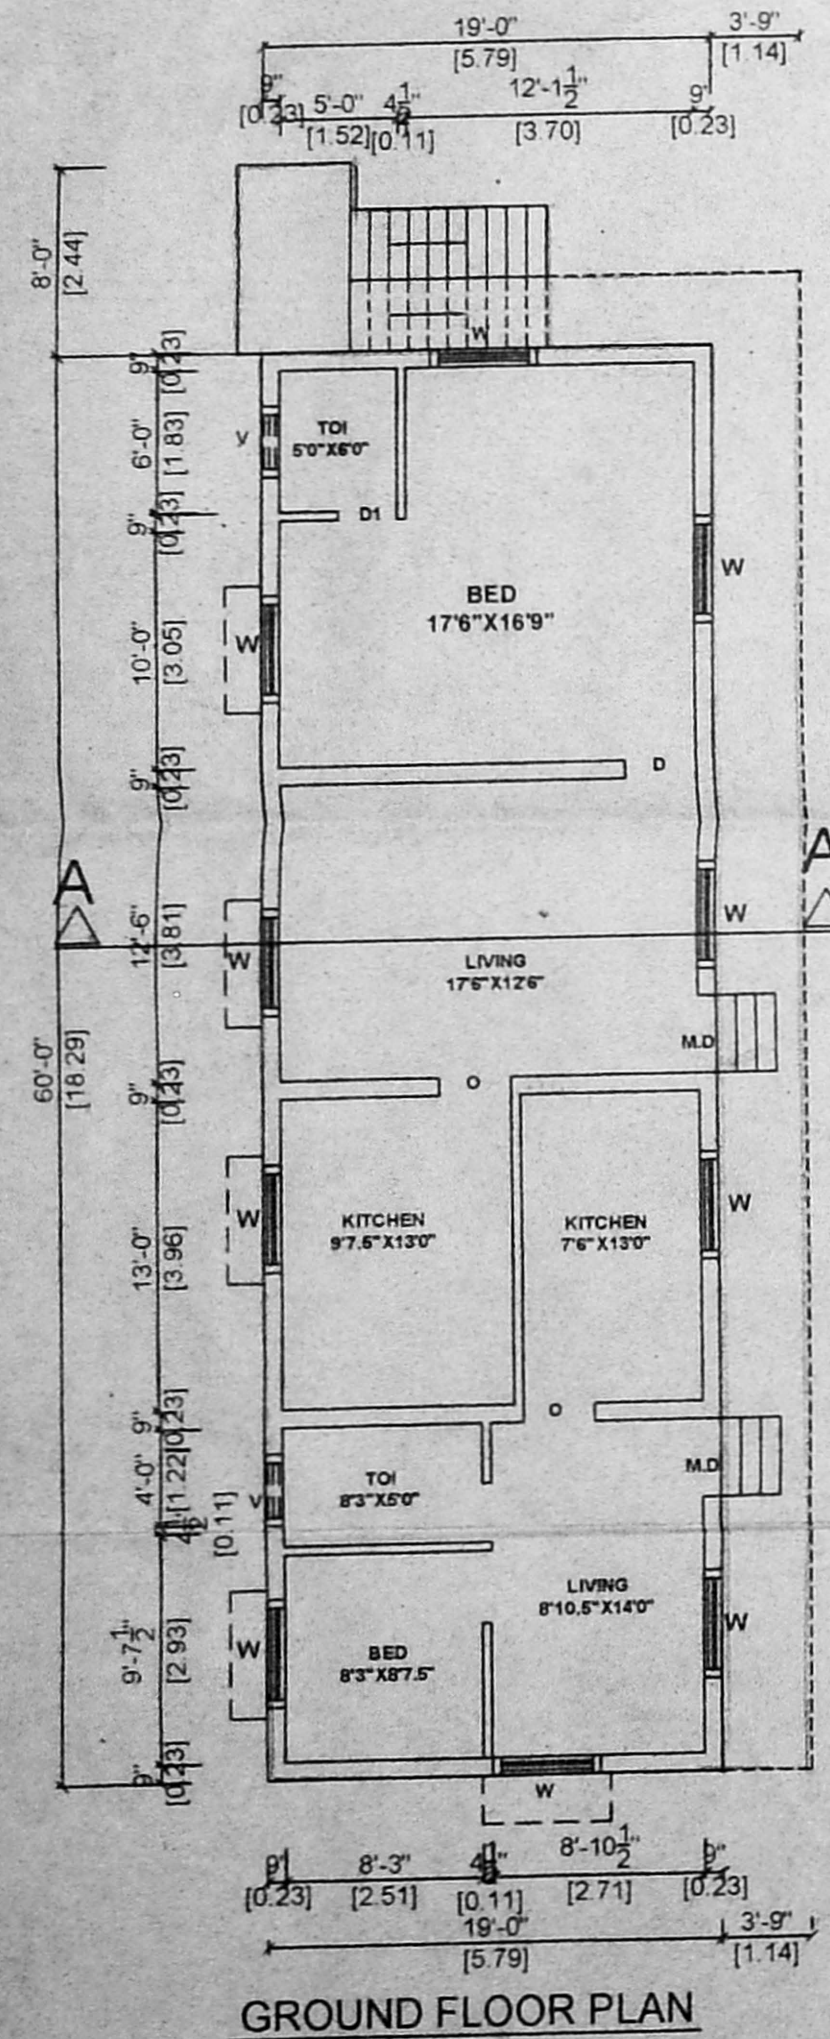 19'-0"
[5.79]
3'-9"
[1.14]
9"
[0.23]
5'-0"
[1.52]
4½"
[0.11]
12'-1½"
[3.70]
9"
[0.23]
8'-0"
[2.44]
W
9"
[0.23]
TOI
5'0"X6'0"
V
6'-0"
[1.83]
D1
9"
[0.23]
W
BED
17'6"X16'9"
W
10'-0"
[3.05]
D
9"
[0.23]
A
A
W
12'-6"
[3.81]
W
LIVING
17'6"X12'6"
M.D
60'-0"
[18.29]
9"
[0.23]
O
W
W
KITCHEN
9'7.5"X13'0"
KITCHEN
7'6"X13'0"
13'-0"
[3.96]
9"
[0.23]
O
M.D
4'-0"
[1.22]
TOI
8'3"X5'0"
V
4½"
[0.11]
LIVING
8'10.5"X14'0"
W
W
9'-7½"
[2.93]
BED
8'3"X8'7.5"
9"
[0.23]
W
9"
[0.23]
8'-3"
[2.51]
4½"
[0.11]
8'-10½"
[2.71]
9"
[0.23]
19'-0"
[5.79]
3'-9"
[1.14]
GROUND FLOOR PLAN